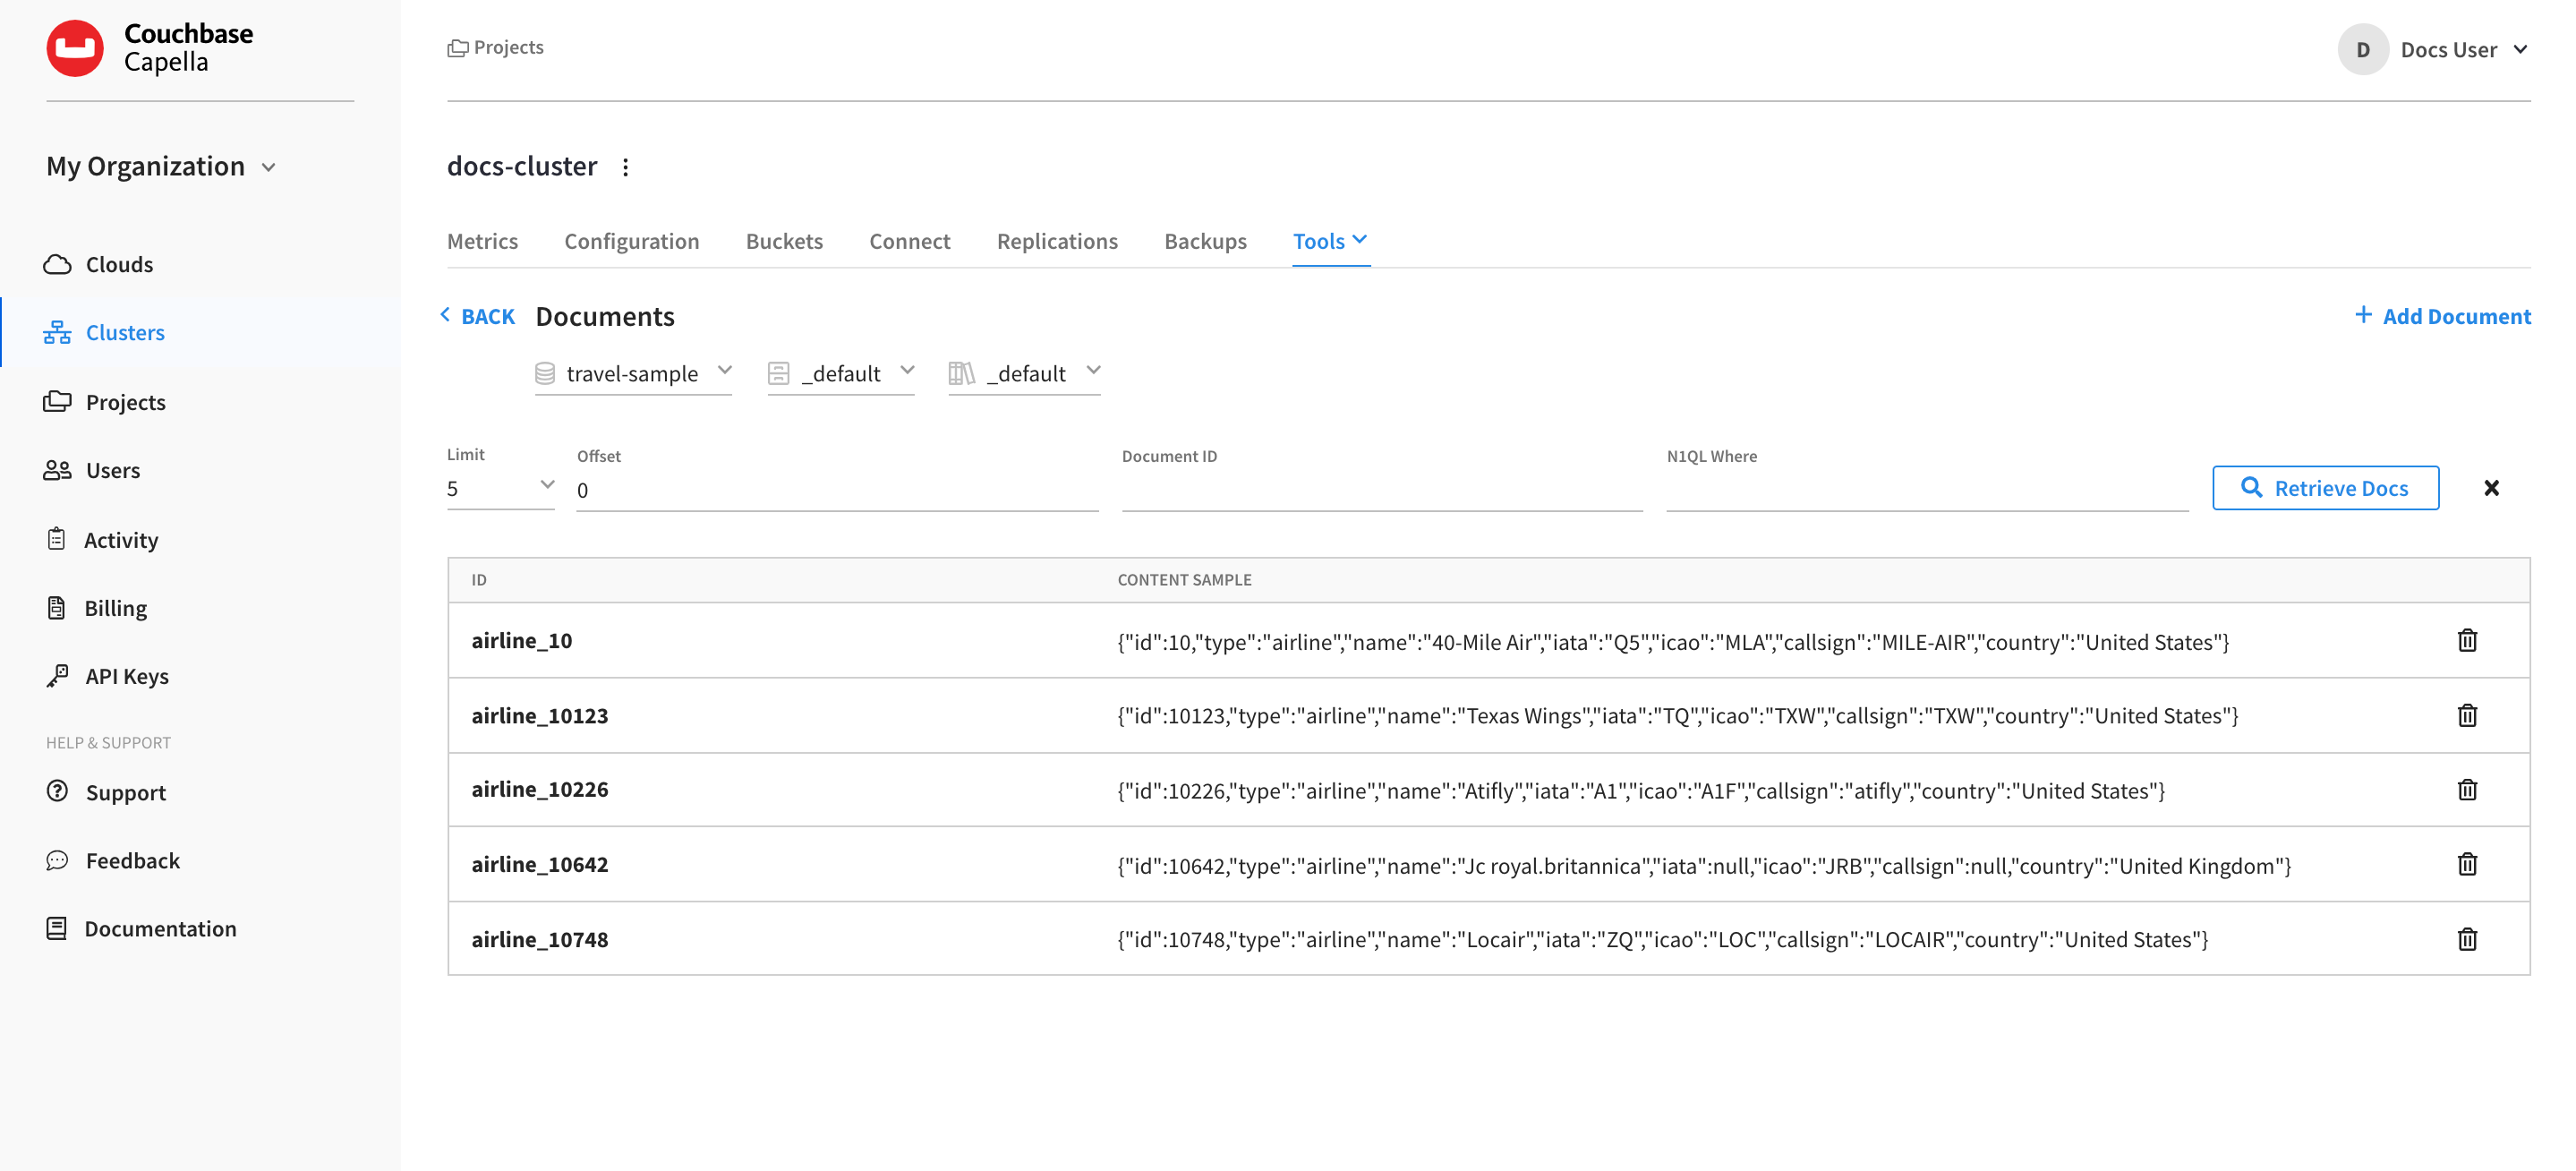 Couchbase
Capella
My Organization
Clouds
Clusters
Projects
Users
Activity
Billing
API Keys
HELP & SUPPORT
Support
Feedback
Documentation
Projects
D Docs User
docs-cluster
Metrics Configuration Buckets Connect Replications Backups Tools
BACK Documents + Add Document
travel-sample _default _default
Limit Offset Document ID N1QL Where
5 0 Retrieve Docs
ID CONTENT SAMPLE
airline_10 {"id":10,"type":"airline","name":"40-Mile Air","iata":"Q5","icao":"MLA","callsign":"MILE-AIR","country":"United States"}
airline_10123 {"id":10123,"type":"airline","name":"Texas Wings","iata":"TQ","icao":"TXW","callsign":"TXW","country":"United States"}
airline_10226 {"id":10226,"type":"airline","name":"Atifly","iata":"A1","icao":"A1F","callsign":"atifly","country":"United States"}
airline_10642 {"id":10642,"type":"airline","name":"Jc royal.britannica","iata":null,"icao":"JRB","callsign":null,"country":"United Kingdom"}
airline_10748 {"id":10748,"type":"airline","name":"Locair","iata":"ZQ","icao":"LOC","callsign":"LOCAIR","country":"United States"}